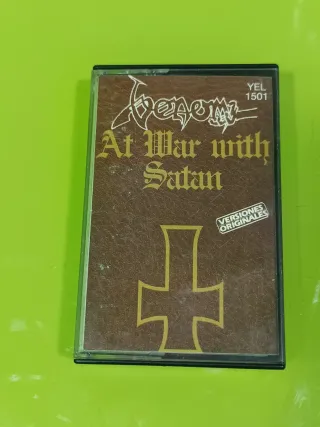 YEL
1501
Venom
At War with
Satan
VERSIONES
ORIGINALES